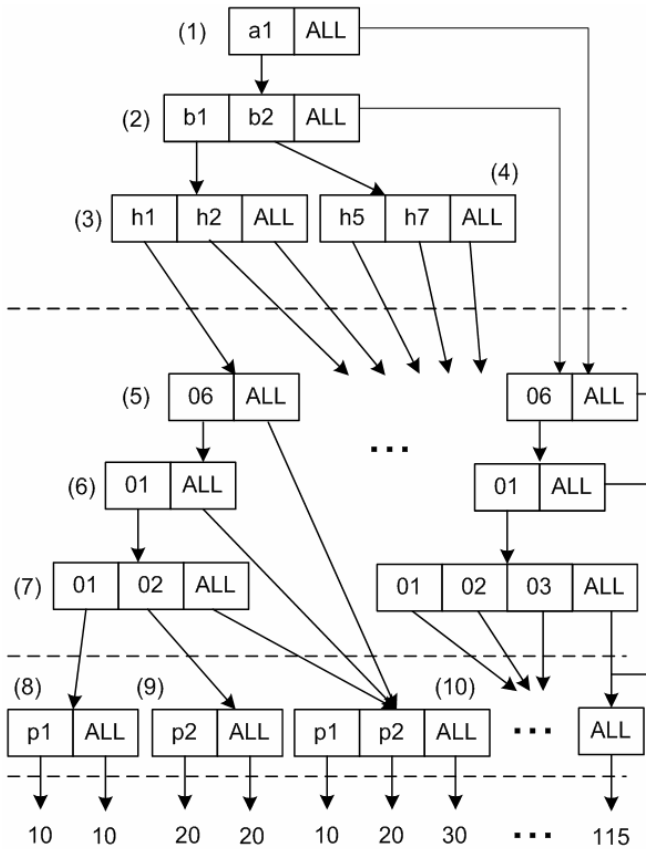 (1) a1 ALL
(2) b1 b2 ALL
(4)
(3) h1 h2 ALL h5 h7 ALL
(5) 06 ALL 06 ALL
...
(6) 01 ALL 01 ALL
(7) 01 02 ALL 01 02 03 ALL
(8) (9) (10)
p1 ALL p2 ALL p1 p2 ALL ... ALL
10 10 20 20 10 20 30 ... 115